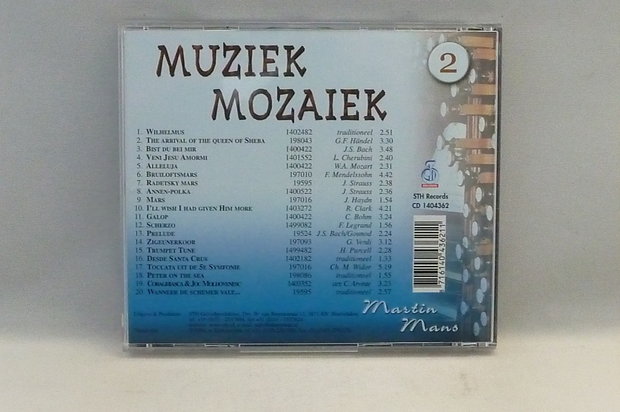 MUZIEK
MOZAIEK
2
1. WILHELMUS 1402482 traditioneel 2.51
2. THE ARRIVAL OF THE QUEEN OF SHEBA 198043 G.F. Händel 3.30
3. BIST DU BEI MIR 1400422 J.S. Bach 3.48
4. VENI JESU AMORMI 1401552 L. Cherubini 2.40
5. ALLELUJA 1400422 W.A. Mozart 2.31
6. BRUILOFTSMARS 197010 F. Mendelssohn 4.42
7. RADETSKY MARS 19595 J. Strauss 2.38
8. ANNEN-POLKA 1400522 J. Strauss 2.36
9. MARS 197016 J. Haydn 1.54
10. I'LL WISH I HAD GIVEN HIM MORE 1403272 R. Clark 4.21
11. GALOP 1400422 C. Bohm 3.24
12. SCHERZO 1499082 F. Legrand 1.56
13. PRELUDE 19524 J.S. Bach/Gounod 2.24
14. ZIGEUNERKOOR 197093 G. Verdi 3.16
15. TRUMPET TUNE 1499482 H. Purcell 2.28
16. DESDE SANTA CRUS 1402182 traditioneel 1.33
17. TOCCATA UIT DE 5E SYMFONIE 197016 Ch. M. Widor 5.19
18. PETER ON THE SEA 198086 traditioneel 1.55
19. & JOC 1400352 arr.
20. WANNEER DE SCHEMER VALT... 19595 traditioneel 2.57
STH Records
CD 1404362
Martin
Mans